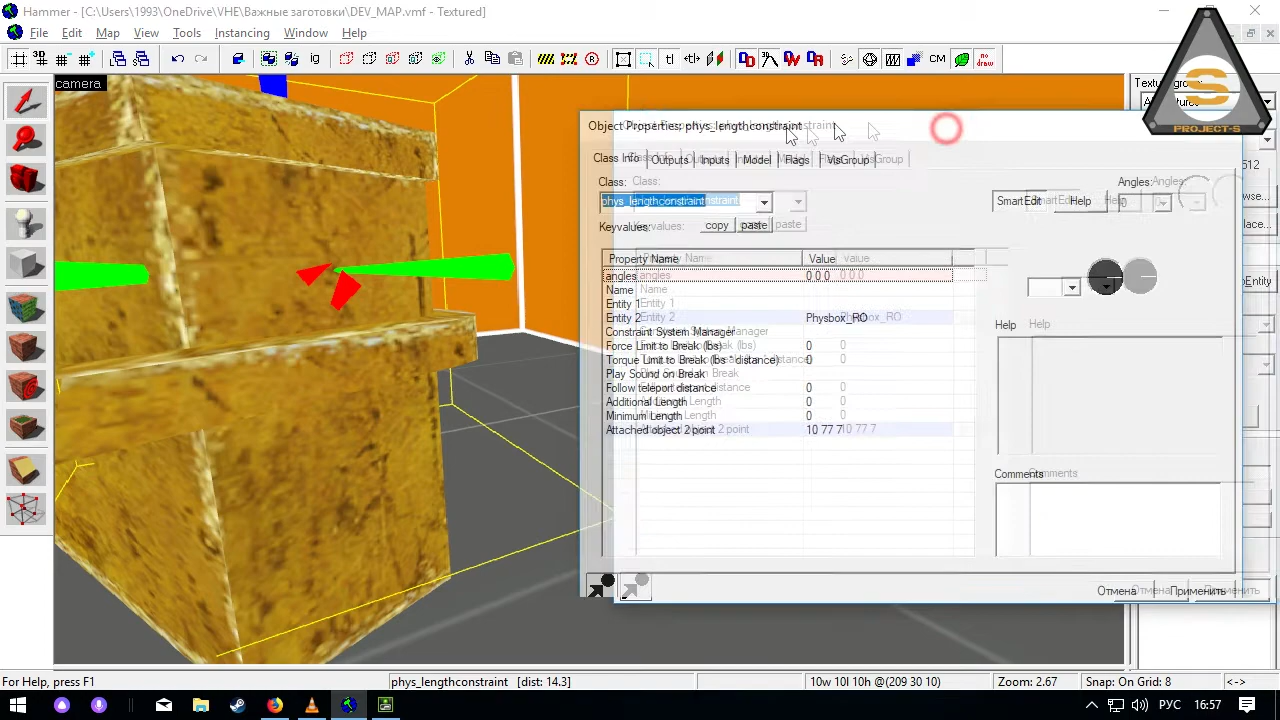 Hammer - [C:\Users\1993\OneDrive\VHE\Важные заготовки\DEV_MAP.vmf - Textured]
File Edit Map View Tools Instancing Window Help
camera
S
PROJECT-S
Object Properties: phys_length_constraint
Class Info Outputs Inputs Model Flags VisGroup
Class:
phys_lengthconstraint
SmartEdit Help
Angles:
Keyvalues: copy paste
Property Name Value
angles 0 0 0
Name
Entity 1
Entity 2 Physbox_RO
Constraint System Manager
Force Limit to Break (lbs) 0
Torque Limit to Break (lbs * distance) 0
Play Sound on Break
Follow teleport distance 0
Additional Length 0
Minimum Length 0
Attached object 2 point 10 77 7
Help
Comments
Отмена Применить
For Help, press F1
phys_lengthconstraint [dist: 14.3]
10w 10l 10h @(209 30 10)
Zoom: 2.67
Snap: On Grid: 8
<->
РУС 16:57